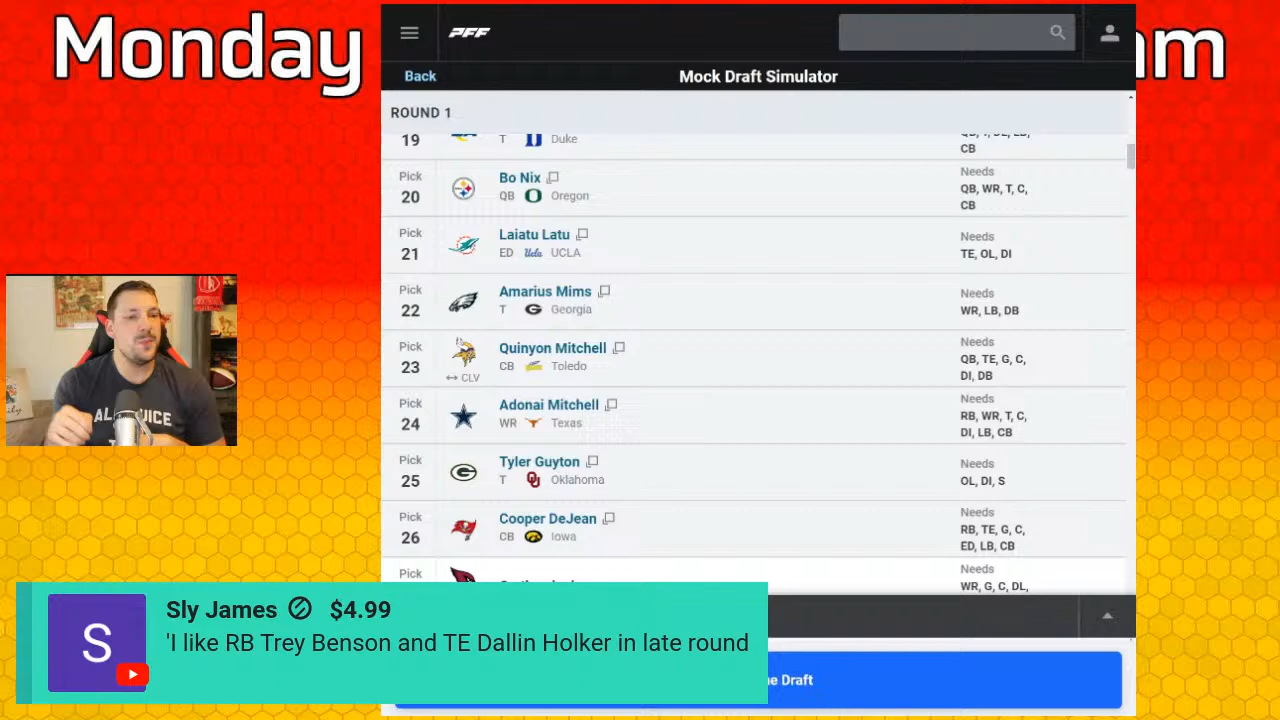 Monday
am
PFF
Back
Mock Draft Simulator
ROUND 1
19
T Duke
CB
Pick
20
Bo Nix
QB Oregon
Needs
QB, WR, T, C,
CB
Pick
21
Laiatu Latu
ED Ucla UCLA
Needs
TE, OL, DI
Pick
22
Amarius Mims
T G Georgia
Needs
WR, LB, DB
Pick
23
↔ CLV
Quinyon Mitchell
CB Toledo
Needs
QB, TE, G, C,
DI, DB
Pick
24
Adonai Mitchell
WR Texas
Needs
RB, WR, T, C,
DI, LB, CB
Pick
25
G
Tyler Guyton
T OU Oklahoma
Needs
OL, DI, S
Pick
26
Cooper DeJean
CB Iowa
Needs
RB, TE, G, C,
ED, LB, CB
Pick
Needs
WR, G, C, DL,
Draft
S
Sly James $4.99
'I like RB Trey Benson and TE Dallin Holker in late round